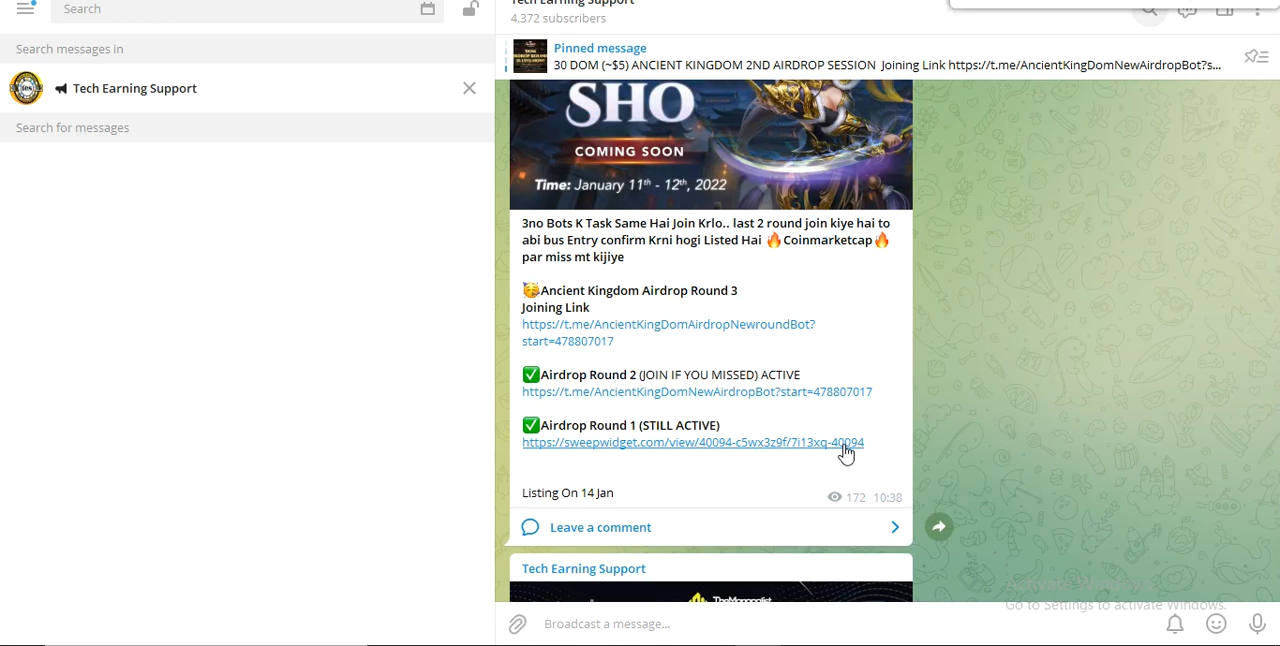 Search
4,372 subscribers
Search messages in
Pinned message
30 DOM (~$5) ANCIENT KINGDOM 2ND AIRDROP SESSION Joining Link https://t.me/AncientKingDomNewAirdropBot?s...
Tech Earning Support
Search for messages
SHO
COMING SOON
Time: January 11th - 12th, 2022
3no Bots K Task Same Hai Join Krlo.. last 2 round join kiye hai to
abi bus Entry confirm Krni hogi Listed Hai 🔥Coinmarketcap🔥
par miss mt kijiye
🥳Ancient Kingdom Airdrop Round 3
Joining Link
https://t.me/AncientKingDomAirdropNewroundBot?
start=478807017
✅Airdrop Round 2 (JOIN IF YOU MISSED) ACTIVE
https://t.me/AncientKingDomNewAirdropBot?start=478807017
✅Airdrop Round 1 (STILL ACTIVE)
https://sweepwidget.com/view/40094-c5wx3z9f/7i13xq-40094
Listing On 14 Jan
172 10:38
Leave a comment
Tech Earning Support
Activate Windows
Go to Settings to activate Windows.
Broadcast a message...